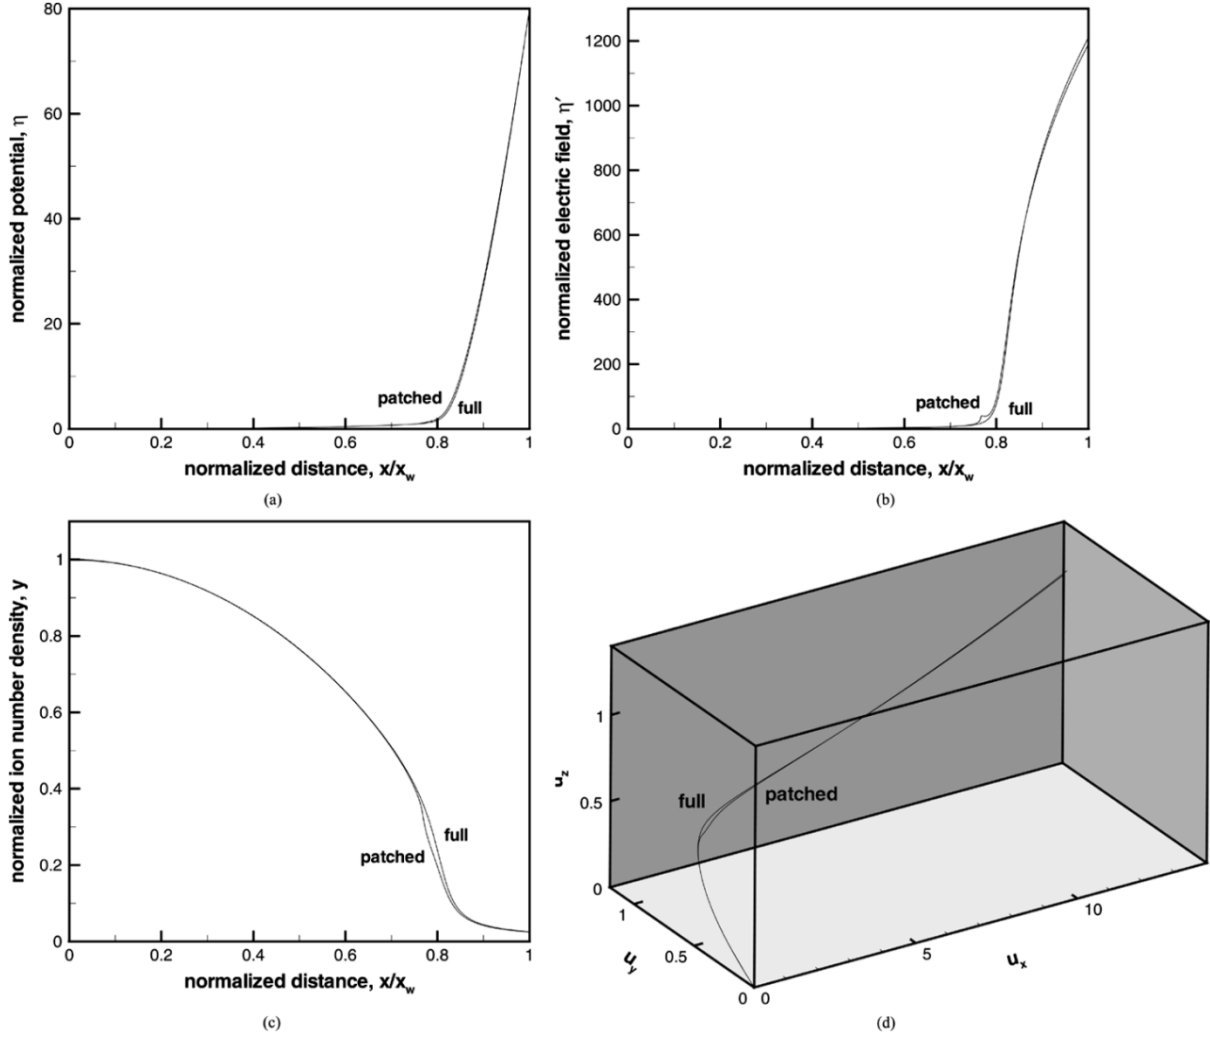 80
60
40
20
0
0
0.2
0.4
0.6
0.8
1
normalized potential, η
patched
full
normalized distance, x/xw
(a)
1200
1000
800
600
400
200
0
0
0.2
0.4
0.6
0.8
1
normalized electric field, η′
patched
full
normalized distance, x/xw
(b)
1
0.8
0.6
0.4
0.2
0
0
0.2
0.4
0.6
0.8
1
normalized ion number density, y
full
patched
normalized distance, x/xw
(c)
1
0.5
0
uz
full
patched
1
0.5
0
uy
0
5
10
ux
(d)